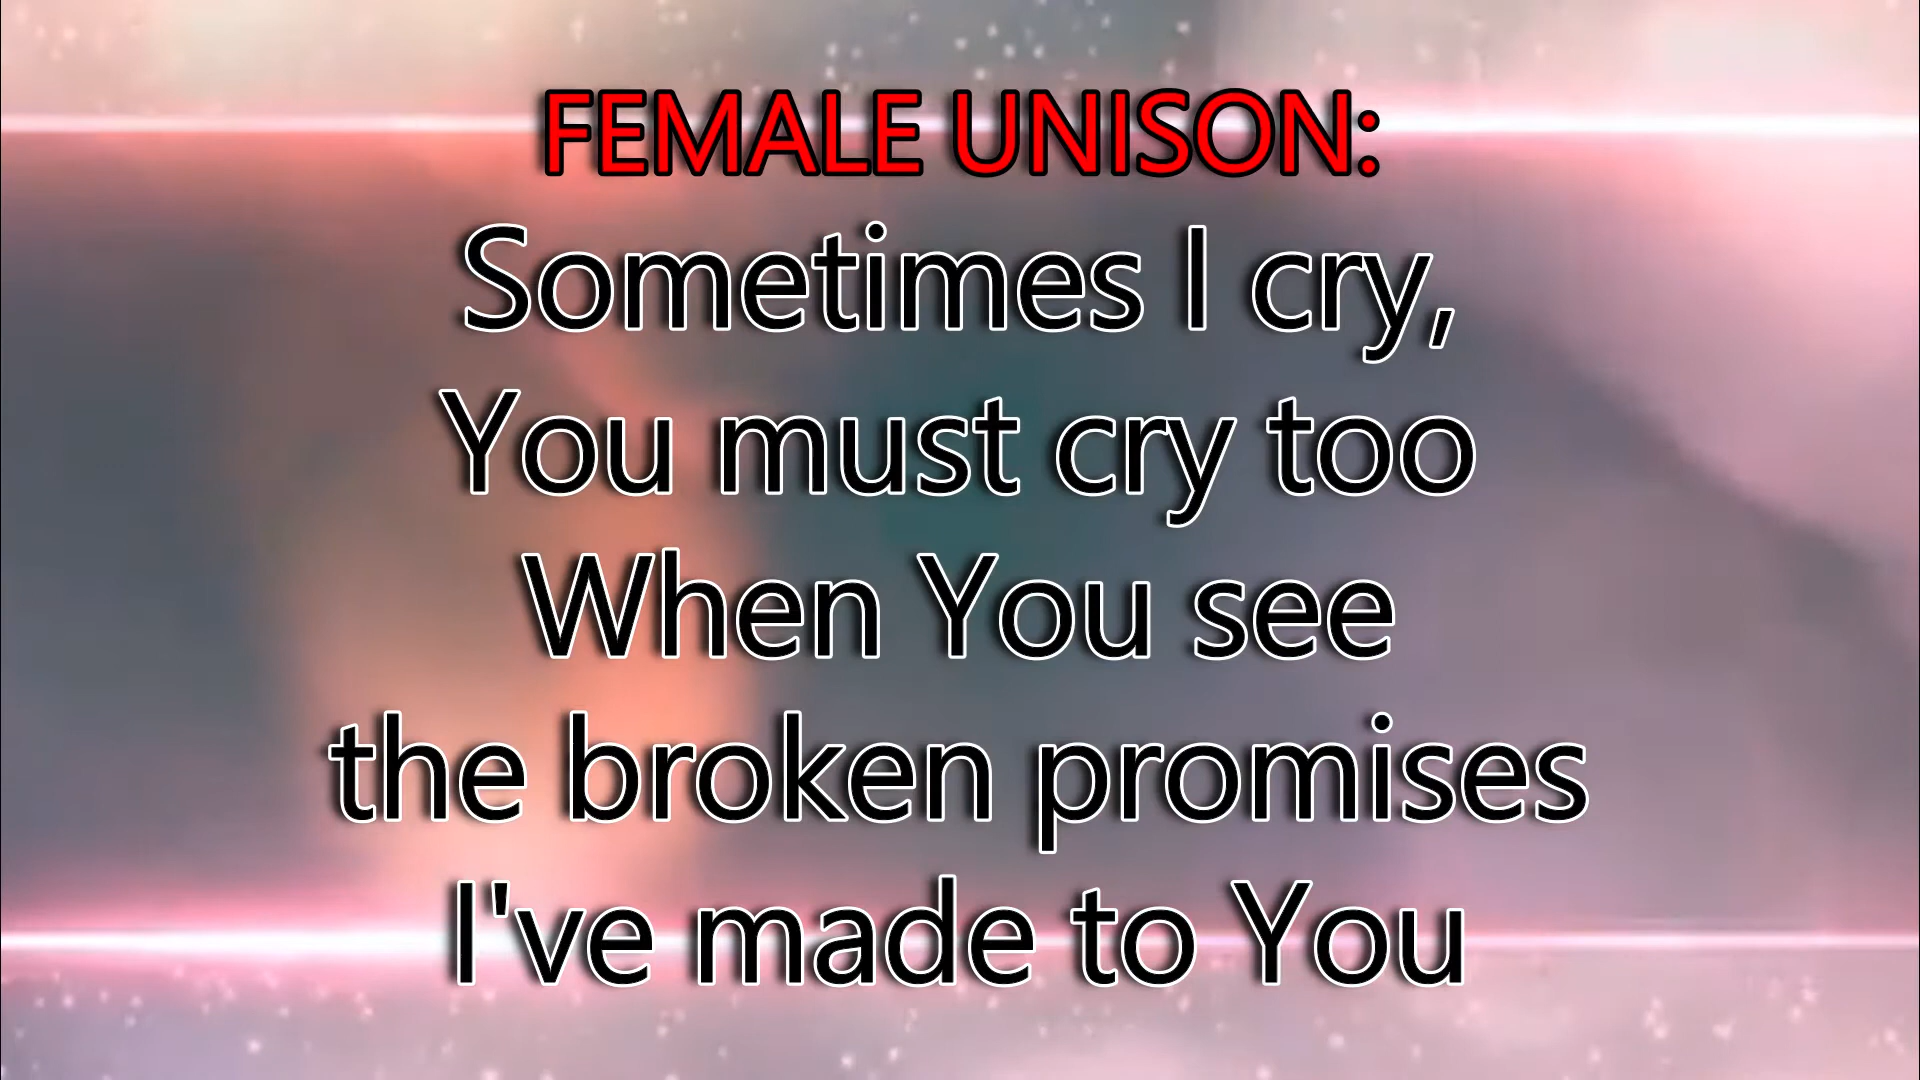 FEMALE UNISON:
Sometimes I cry,
You must cry too
When You see
the broken promises
I've made to You